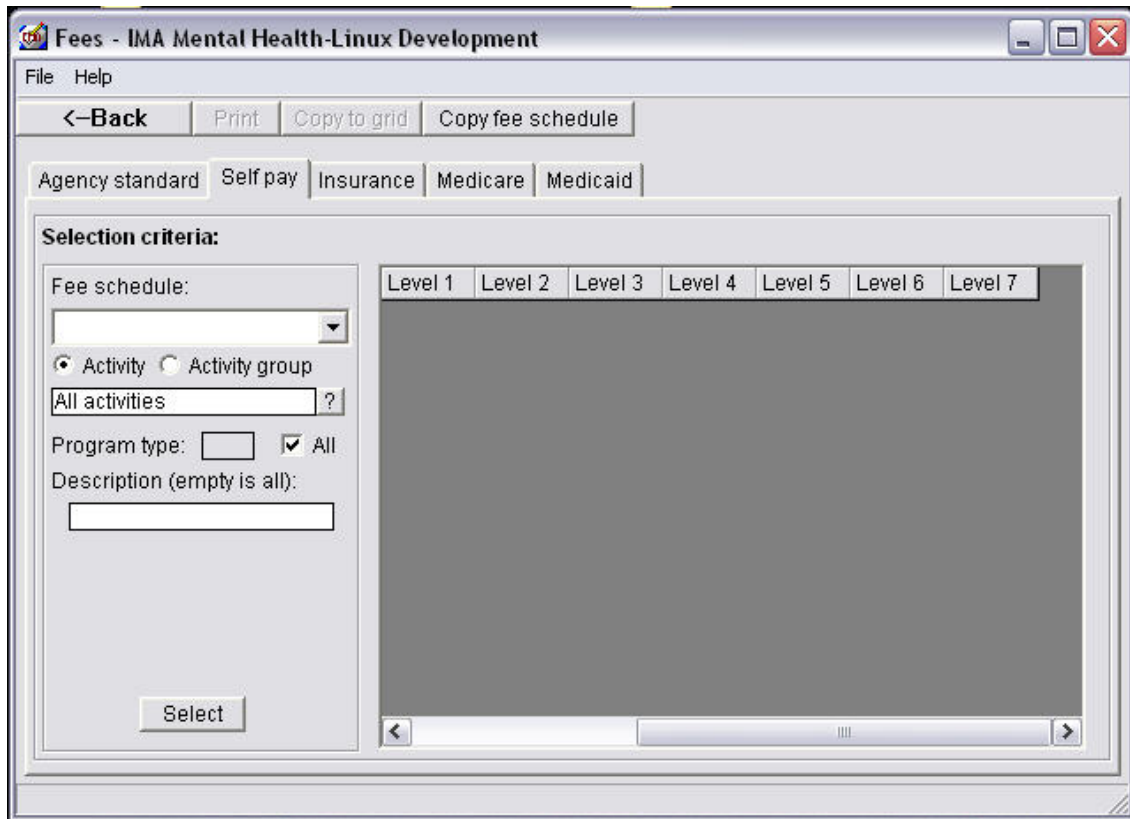 Fees - IMA Mental Health-Linux Development
File Help
<-Back Print Copy to grid Copy fee schedule
Agency standard Self pay Insurance Medicare Medicaid
Selection criteria:
Fee schedule:
Level 1 Level 2 Level 3 Level 4 Level 5 Level 6 Level 7
Activity Activity group
All activities ?
Program type: All
Description (empty is all):
Select